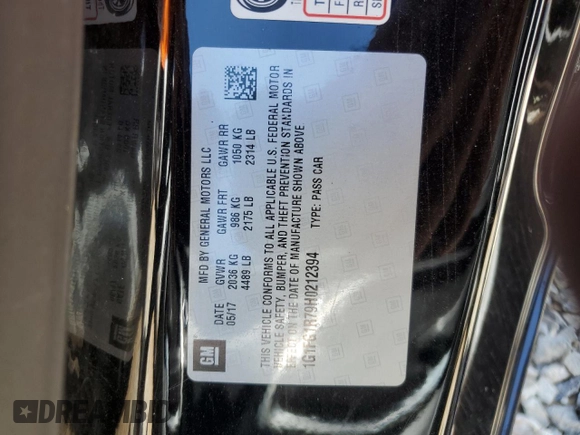 MFD BY GENERAL MOTORS LLC
DATE GVWR GAWR FRT GAWR RR
05/17 2036 KG 986 KG 1050 KG
4489 LB 2175 LB 2314 LB
THIS VEHICLE CONFORMS TO ALL APPLICABLE U.S. FEDERAL MOTOR
VEHICLE SAFETY, BUMPER, AND THEFT PREVENTION STANDARDS IN
EFFECT ON THE DATE OF MANUFACTURE SHOWN ABOVE
1G1FG1R79H0212394 TYPE: PASS CAR
GM
DREAMBID